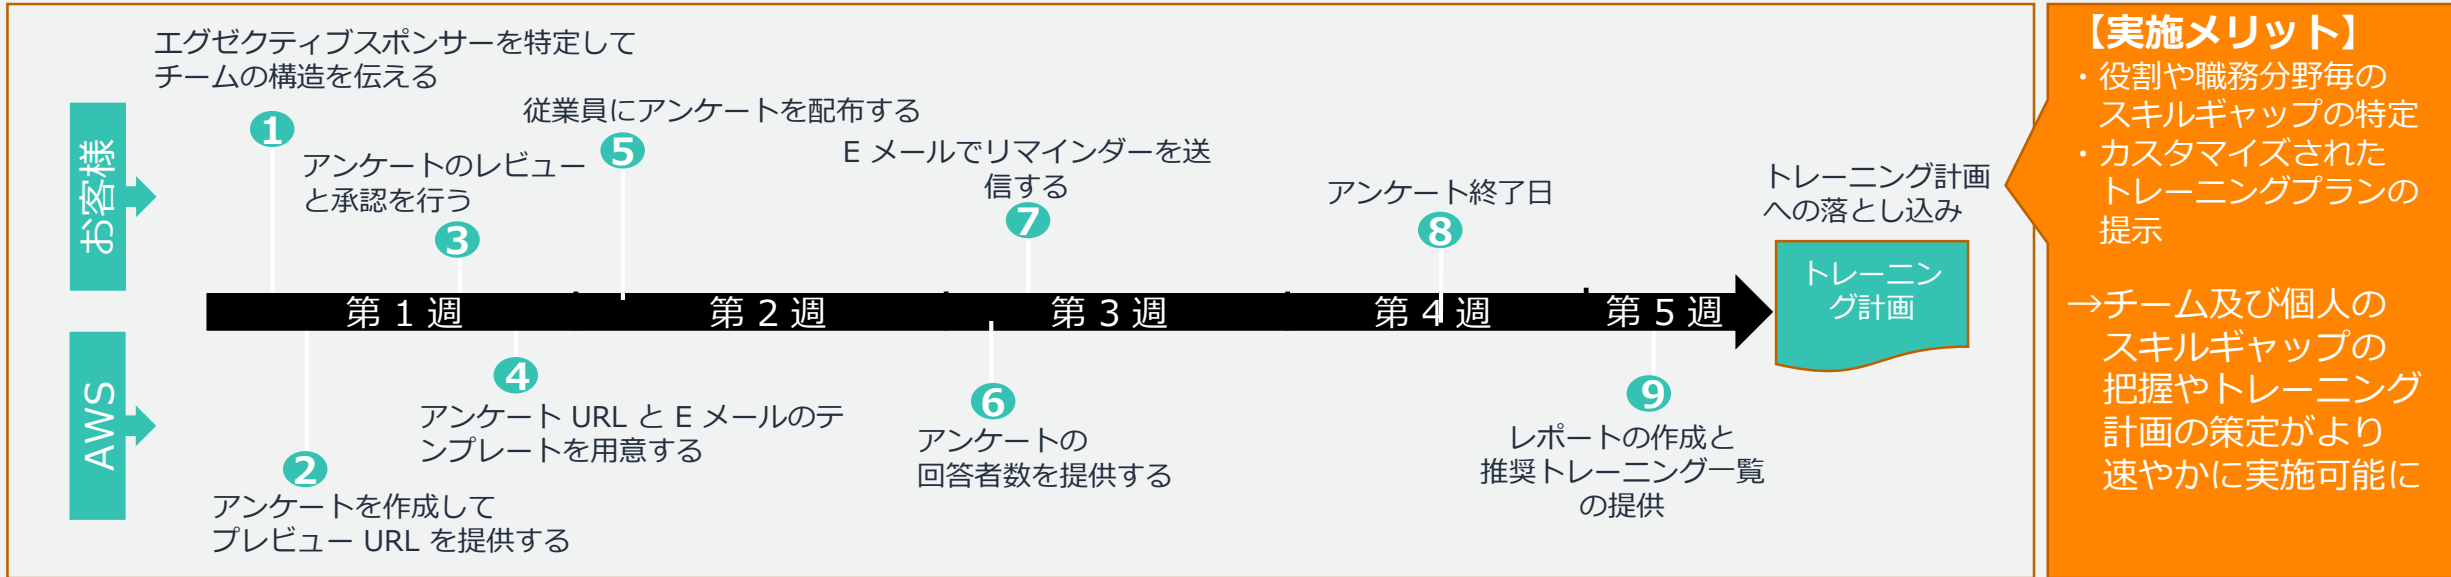 エグゼクティブスポンサーを特定して
チームの構造を伝える
お客様
1
アンケートのレビュー
と承認を行う
3
従業員にアンケートを配布する
5
E メールでリマインダーを送
信する
7
アンケート終了日
8
トレーニング計画
への落とし込み
トレーニン
グ計画
第 1 週
第 2 週
第 3 週
第 4 週
第 5 週
AWS
2
アンケートを作成して
プレビュー URL を提供する
4
アンケート URL と E メールのテ
ンプレートを用意する
6
アンケートの
回答者数を提供する
9
レポートの作成と
推奨トレーニング一覧
の提供
【実施メリット】
・役割や職務分野毎の
スキルギャップの特定
・カスタマイズされた
トレーニングプランの
提示
→チーム及び個人の
スキルギャップの
把握やトレーニング
計画の策定がより
速やかに実施可能に